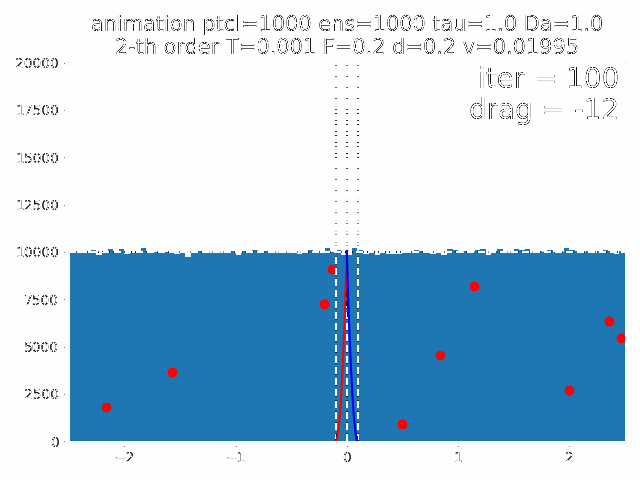 animation ptcl=1000 ens=1000 tau=1.0 Da=1.0
2-th order T=0.001 F=0.2 d=0.2 v=0.01995
iter = 100
drag = -12
20000
17500
15000
12500
10000
7500
5000
2500
0
−2 −1 0 1 2